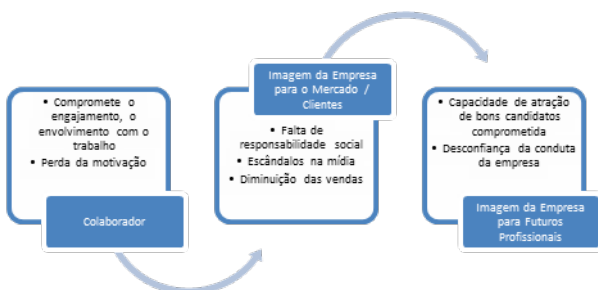 • Compromete o
engajamento, o
envolvimento com o
trabalho
• Perda da motivação
Colaborador
Imagem da Empresa
para o Mercado /
Clientes
• Falta de
responsabilidade social
• Escândalos na mídia
• Diminuição das vendas
• Capacidade de atração
de bons candidatos
comprometida
• Desconfiança da conduta
da empresa
Imagem da Empresa
para Futuros
Profissionais